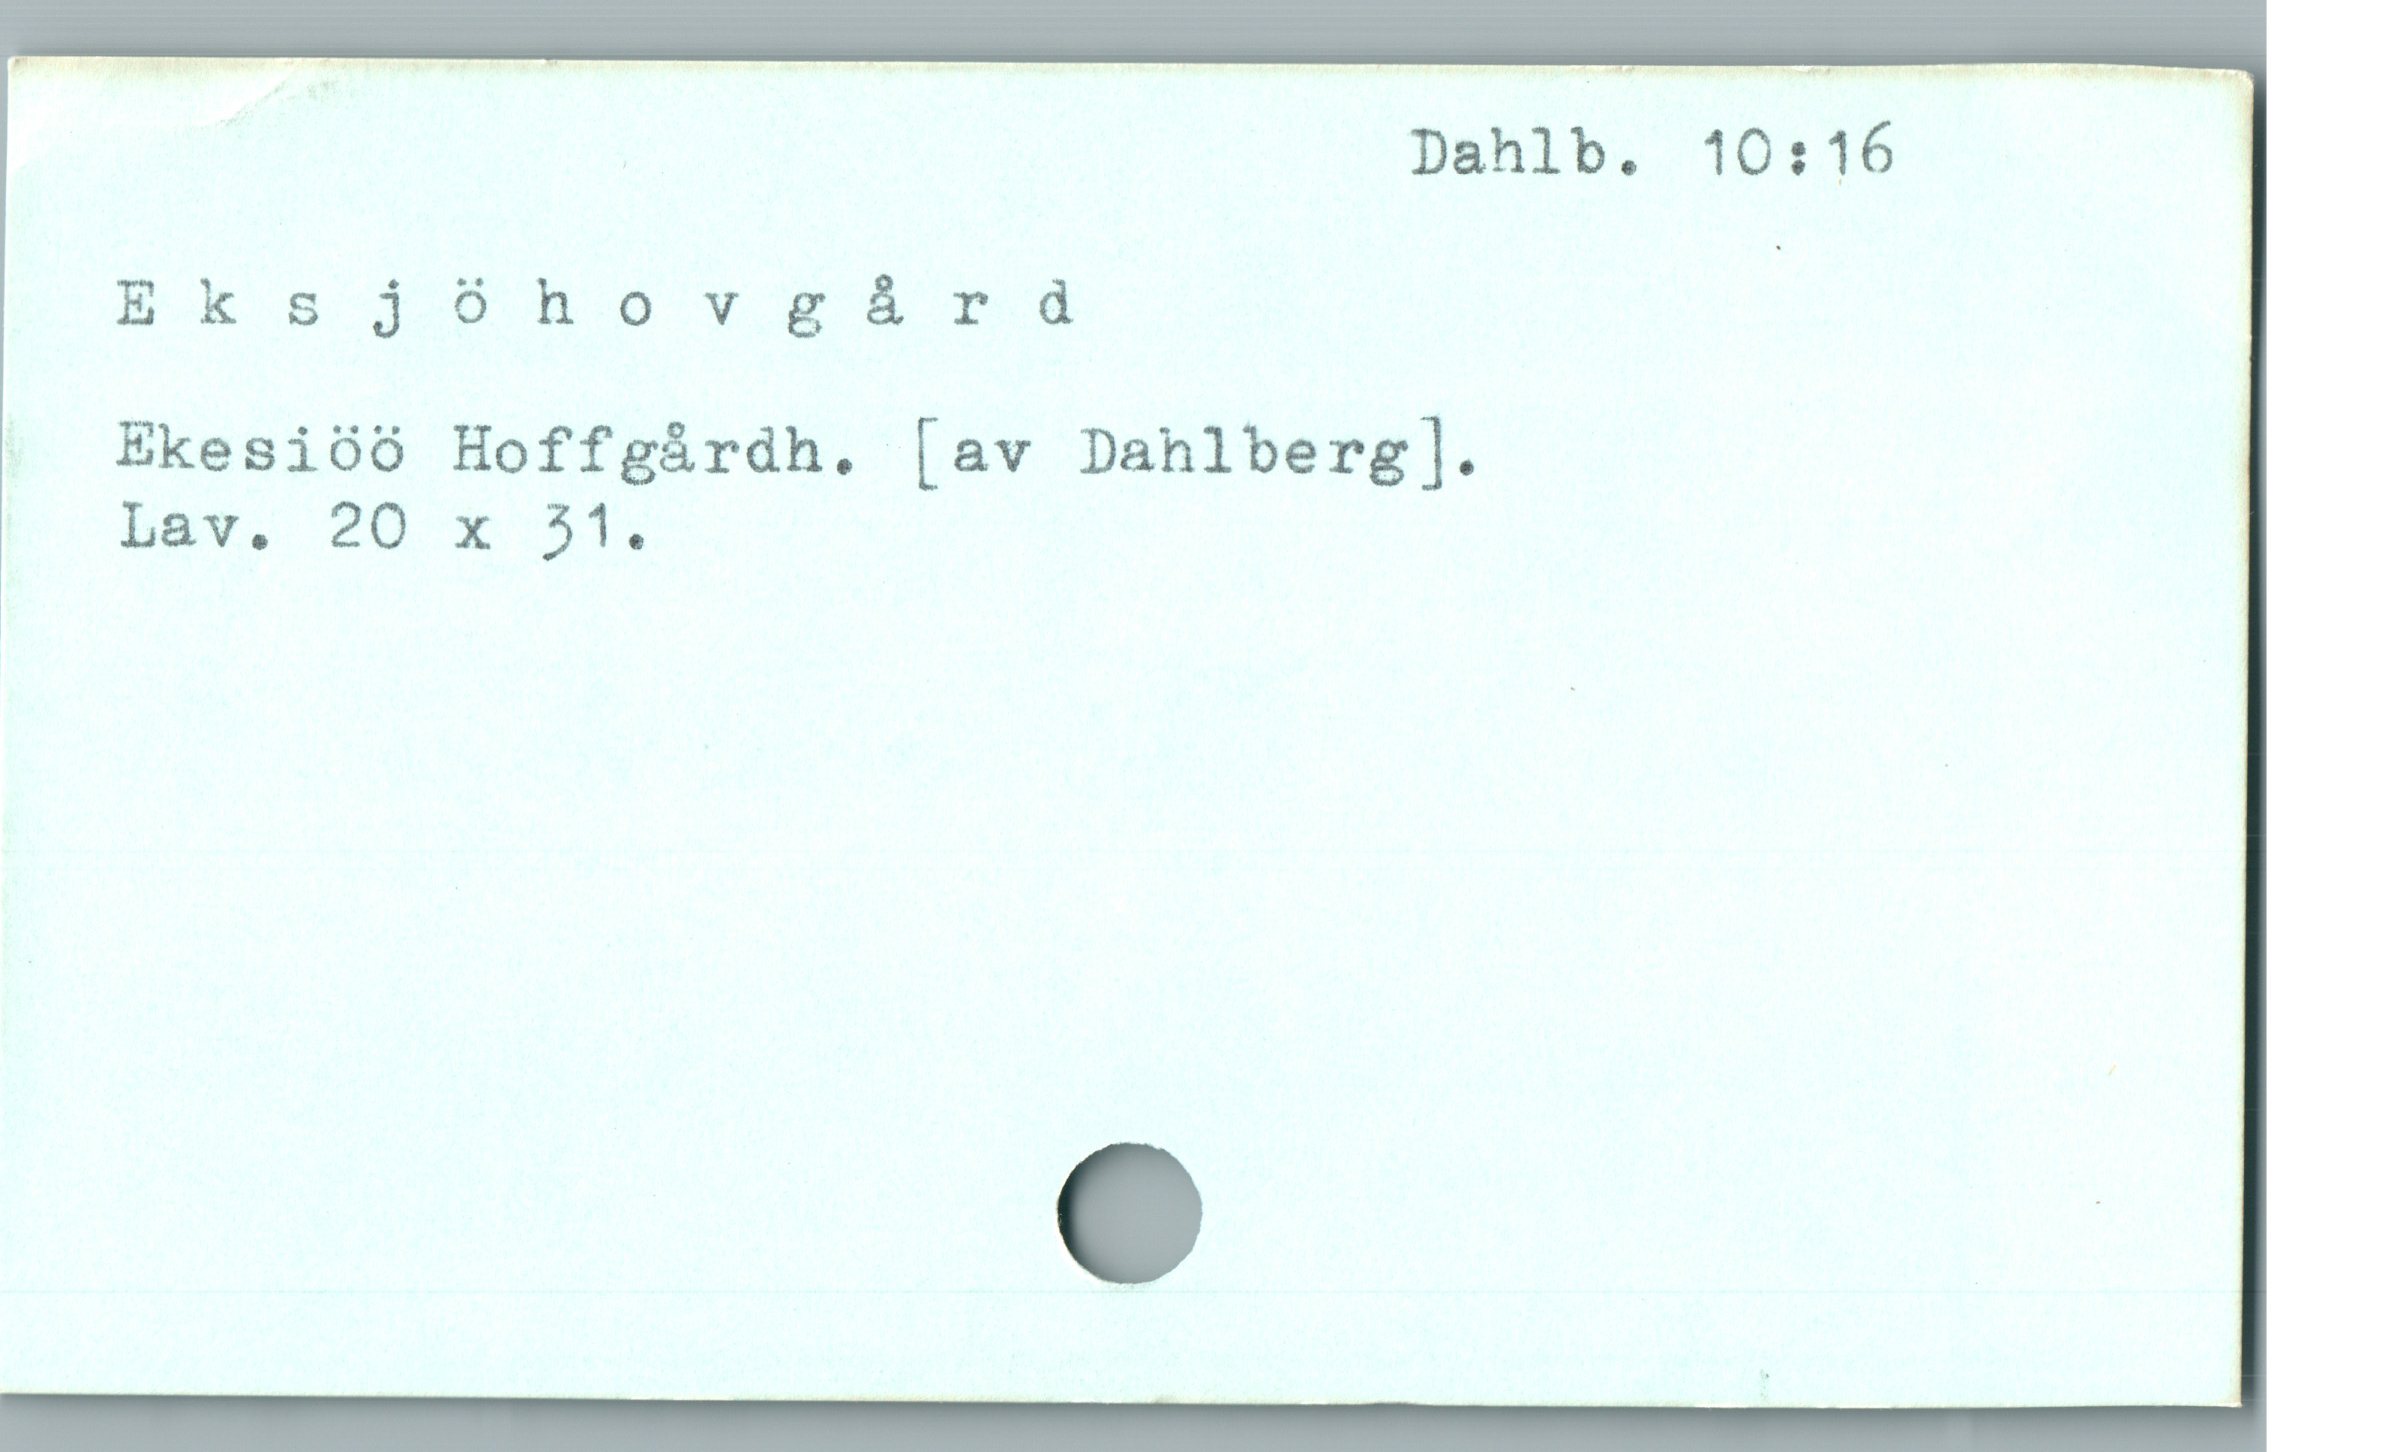 Dahlb. 10:16
E k s j ö h o v g å r d
Ekesiöö Hoffgårdh. [av Dahlberg].
Lav. 20 x 31.